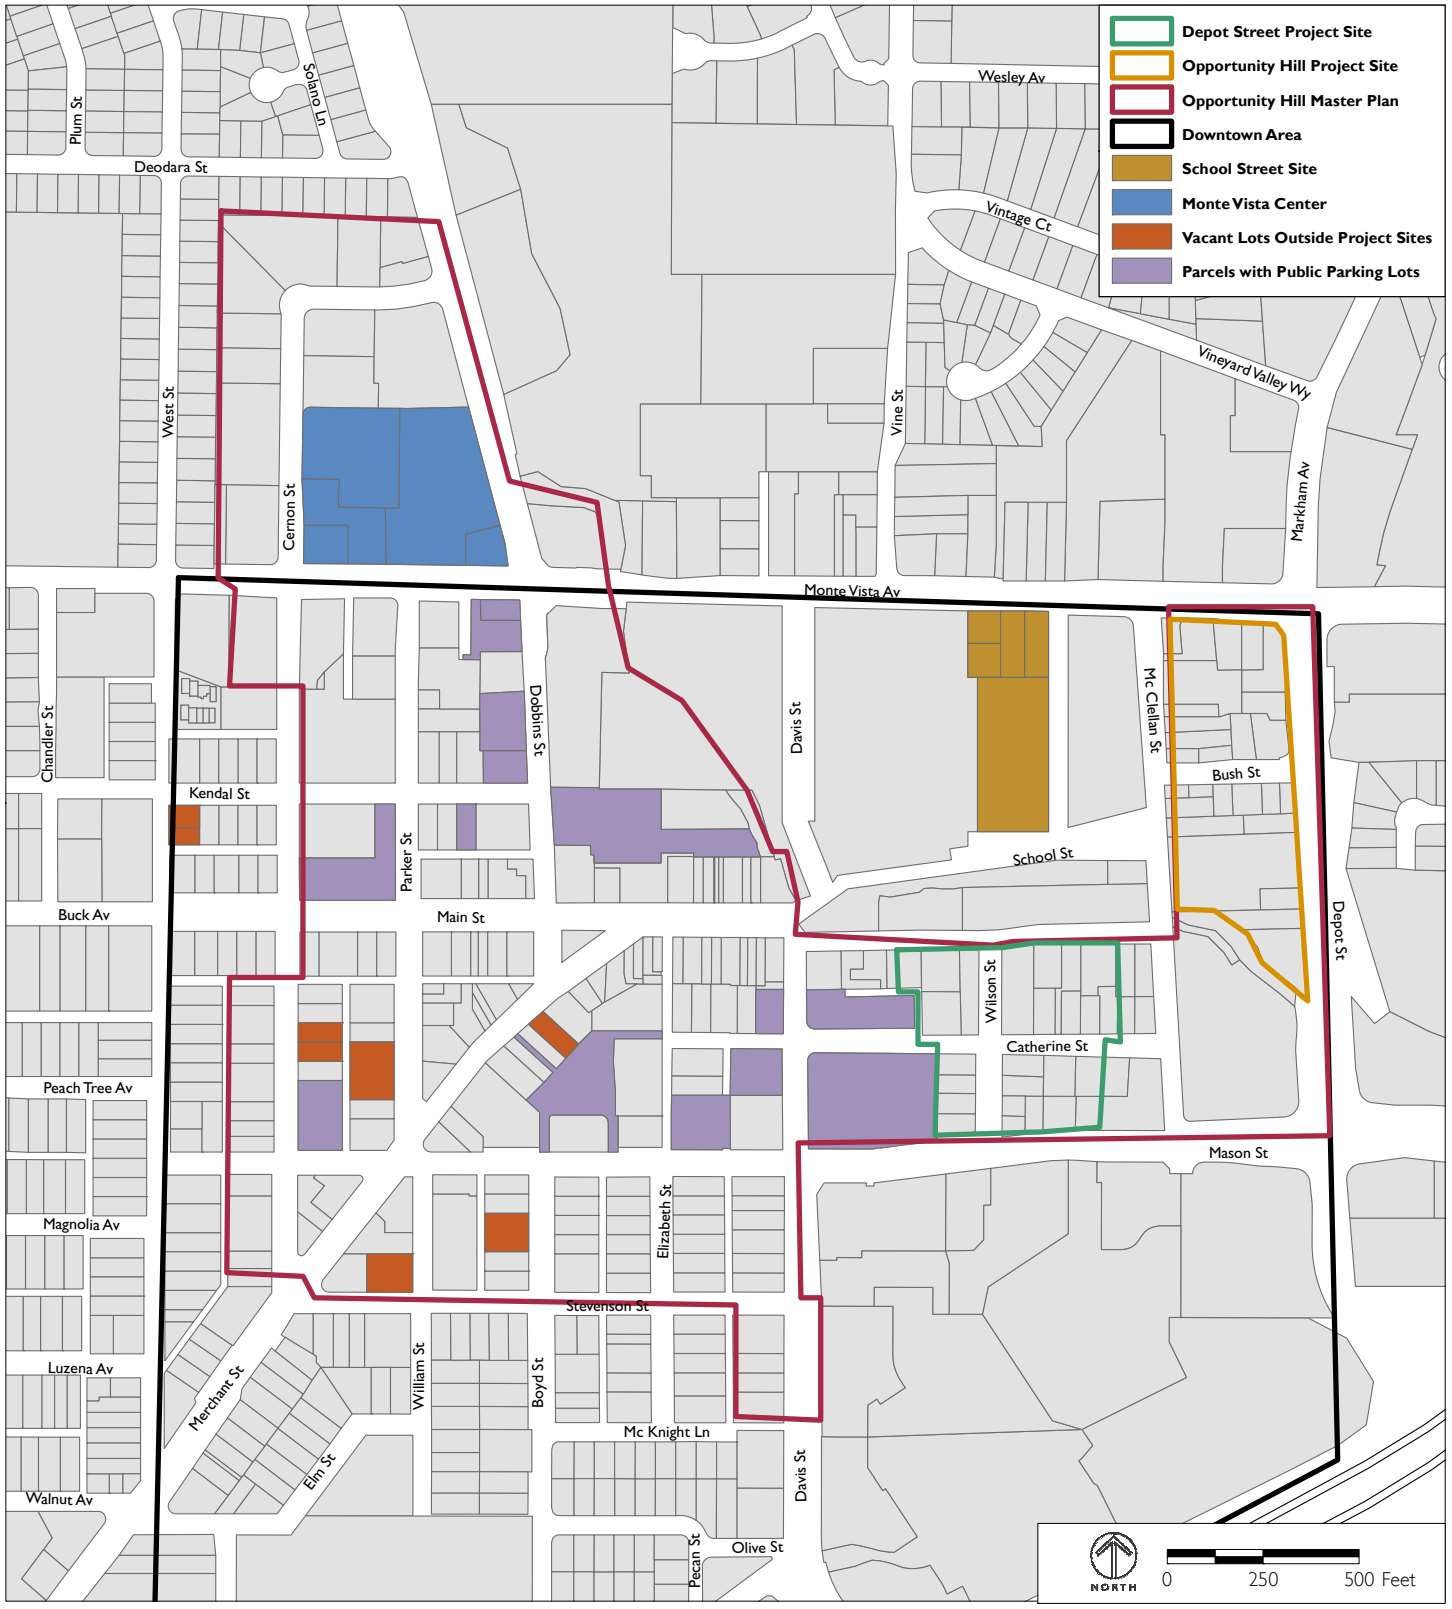 Depot Street Project Site
Opportunity Hill Project Site
Opportunity Hill Master Plan
Downtown Area
School Street Site
Monte Vista Center
Vacant Lots Outside Project Sites
Parcels with Public Parking Lots
Wesley Av
Solano Ln
Plum St
Deodara St
Vintage Ct
Vineyard Valley Wy
West St
Vine St
Cernon St
Markham Av
Monte Vista Av
Chandler St
Dobbins St
Davis St
Mc Clellan St
Bush St
Kendal St
Parker St
School St
Buck Av
Main St
Depot St
Wilson St
Catherine St
Peach Tree Av
Mason St
Magnolia Av
Elizabeth St
Stevenson St
Luzena Av
Merchant St
William St
Boyd St
Mc Knight Ln
Elm St
Davis St
Walnut Av
Pecan St
Olive St
NORTH
0 250 500 Feet